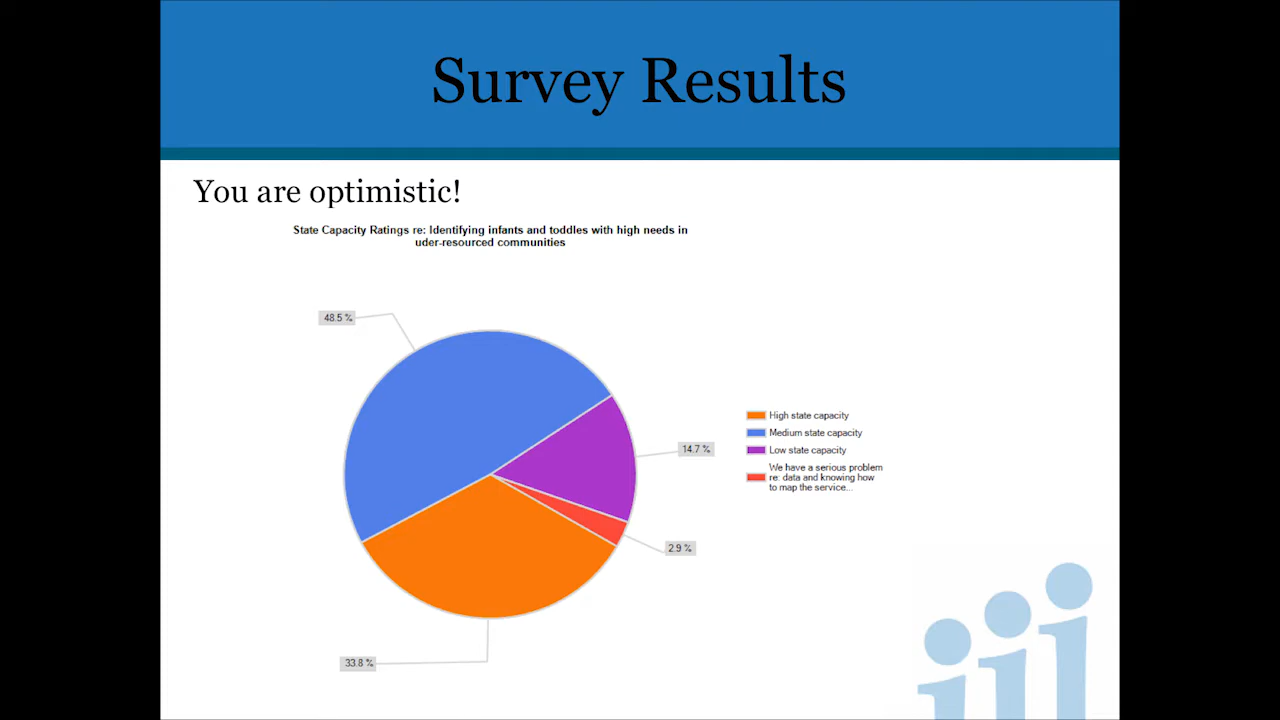 Survey Results
You are optimistic!
State Capacity Ratings re: Identifying infants and toddles with high needs in
uder-resourced communities
48.5 %
14.7 %
2.9 %
33.8 %
High state capacity
Medium state capacity
Low state capacity
We have a serious problem
re: data and knowing how
to map the service...